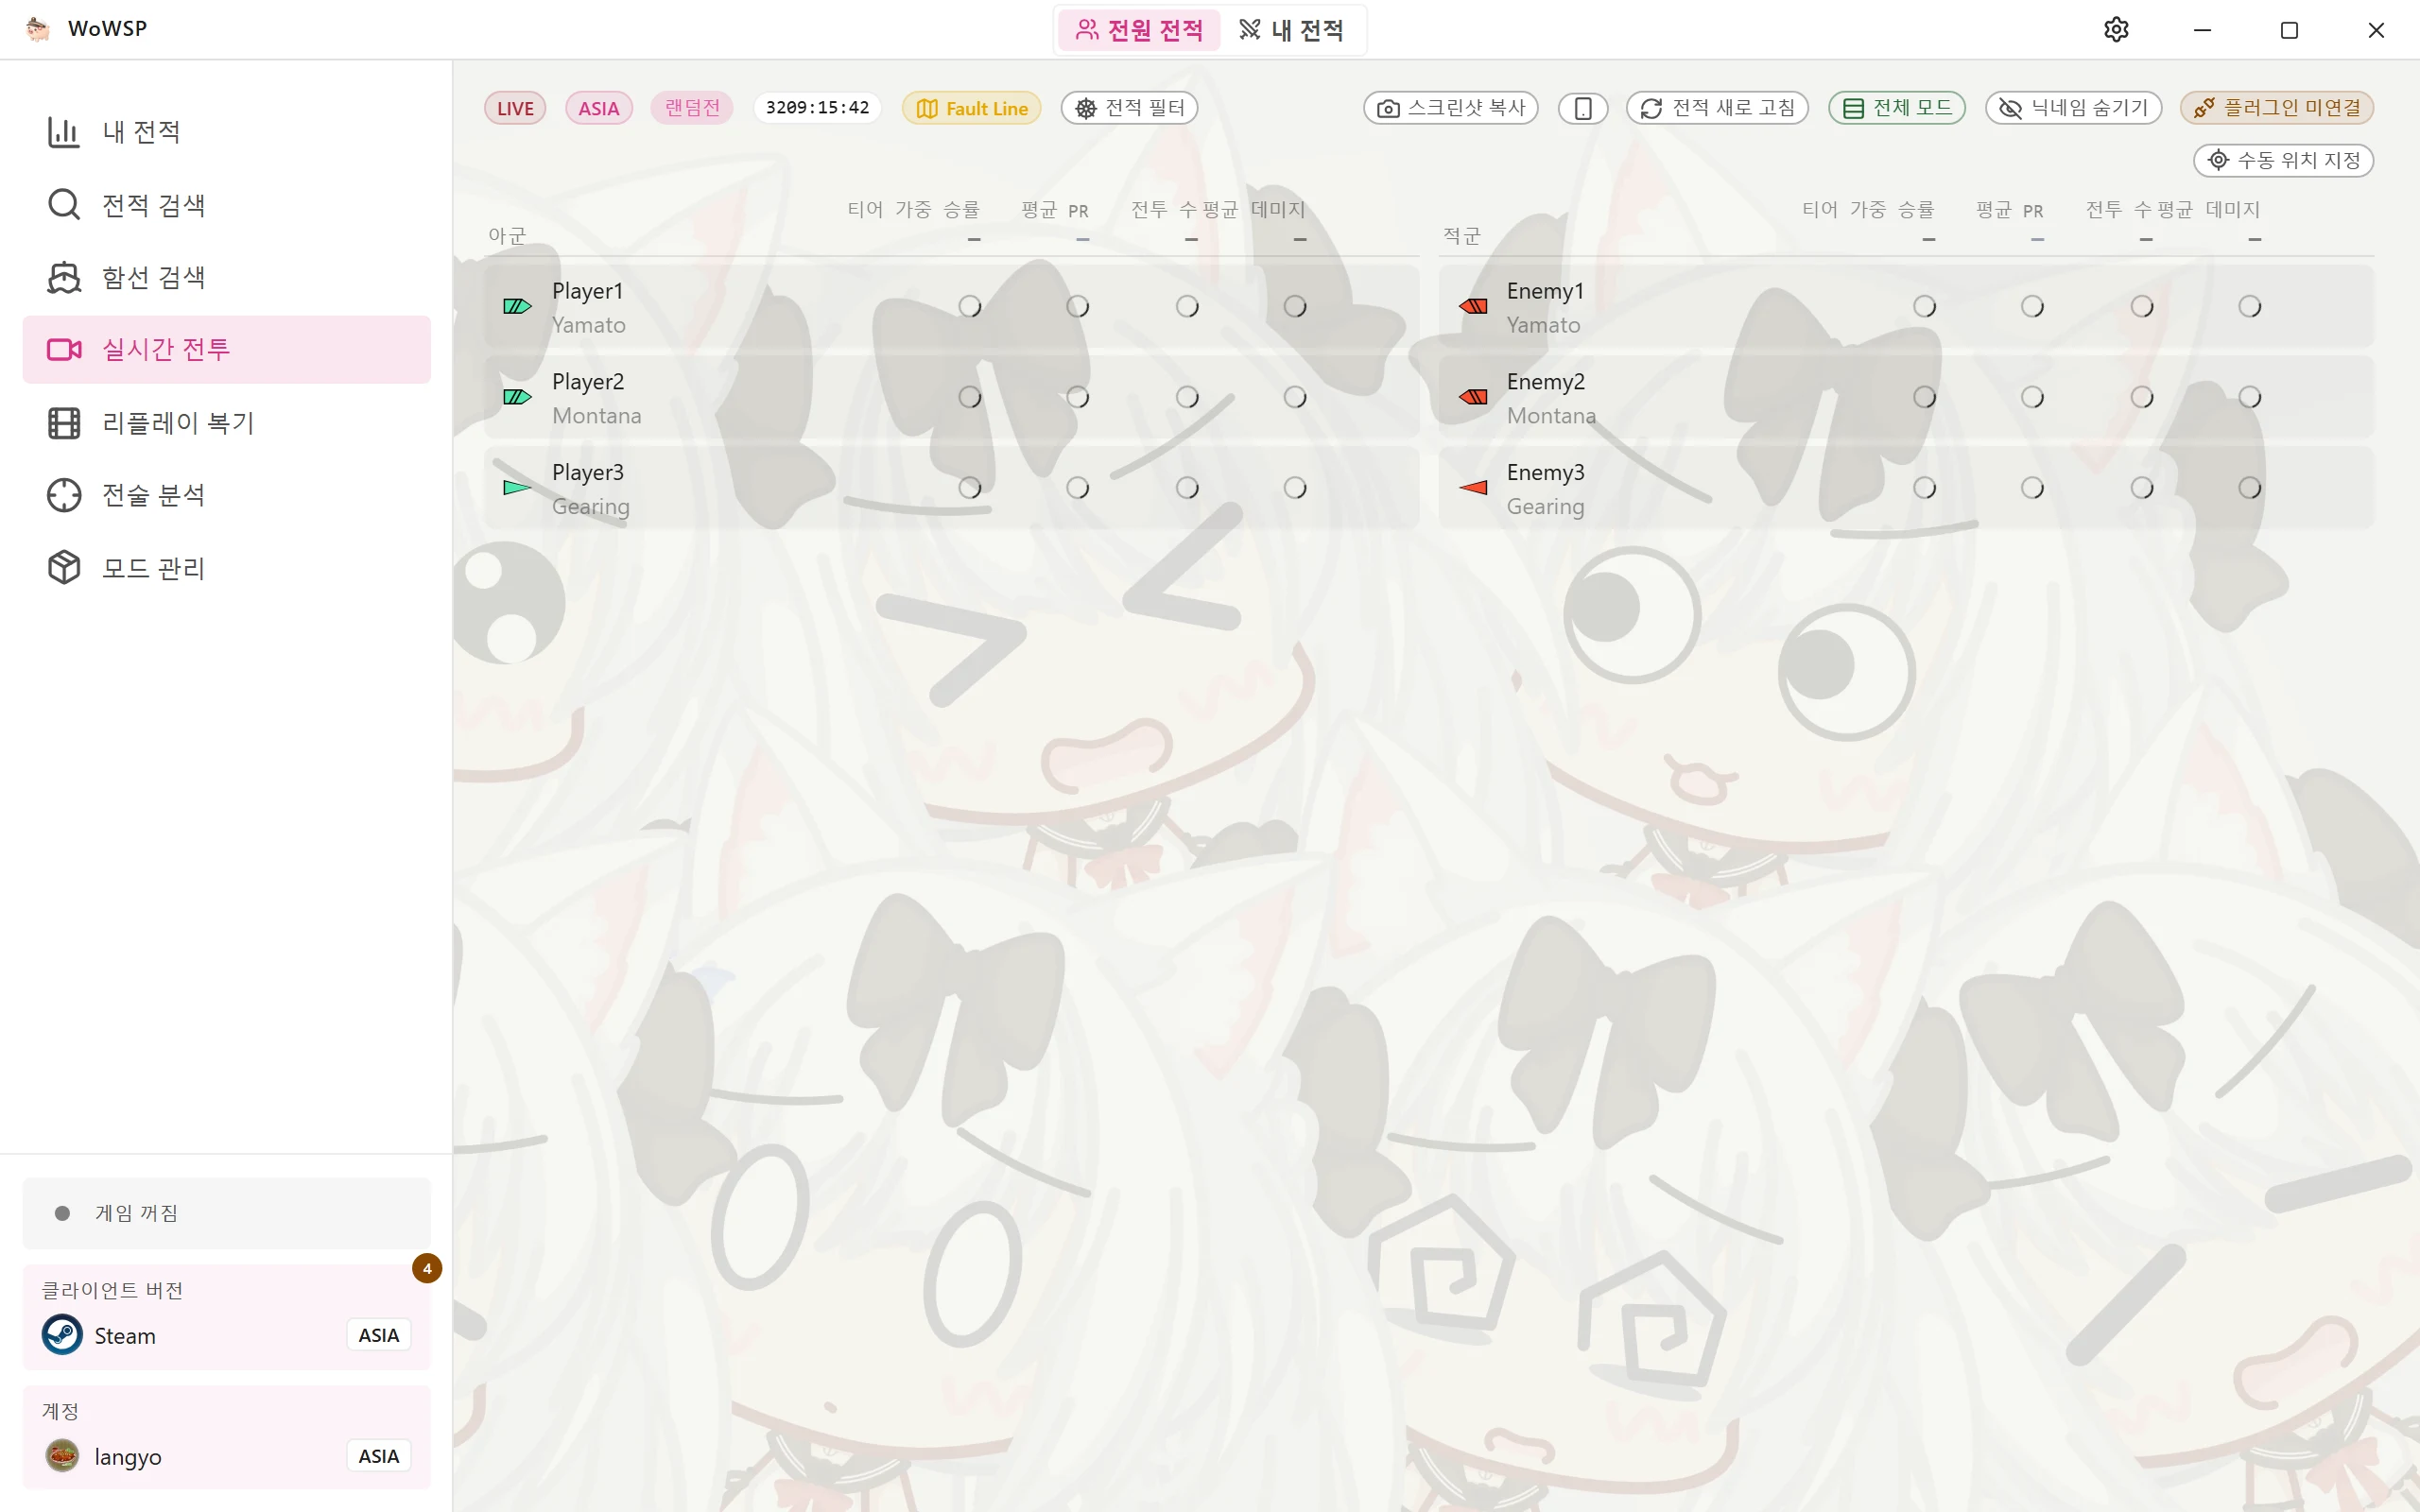 WoWSP
전원 전적
내 전적
내 전적
전적 검색
함선 검색
실시간 전투
리플레이 복기
전술 분석
모드 관리
게임 꺼짐
4
클라이언트 버전
Steam
ASIA
계정
langyo
ASIA
LIVE
ASIA
랜덤전
3209:15:42
Fault Line
전적 필터
스크린샷 복사
전적 새로 고침
전체 모드
닉네임 숨기기
플러그인 미연결
수동 위치 지정
아군
티어 가중 승률
평균 PR
전투 수
평균 데미지
– – – –
Player1
Yamato
Player2
Montana
Player3
Gearing
적군
티어 가중 승률
평균 PR
전투 수
평균 데미지
– – – –
Enemy1
Yamato
Enemy2
Montana
Enemy3
Gearing